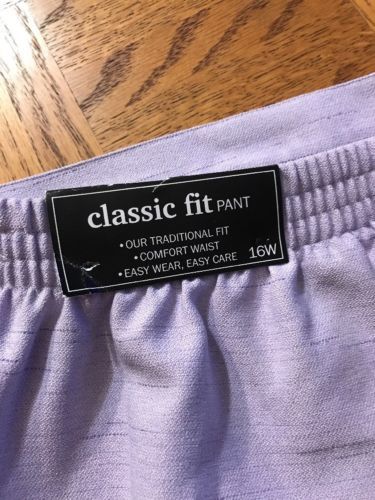 classic fit PANT
•OUR TRADITIONAL FIT
•COMFORT WAIST
•EASY WEAR, EASY CARE 16W